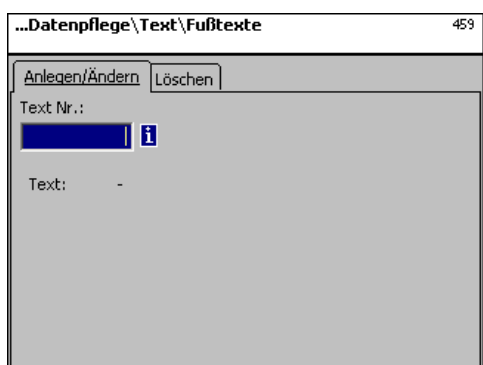 ...Datenpflege\Text\Fußtexte 459
Anlegen/Ändern Löschen
Text Nr.:
i
Text: -